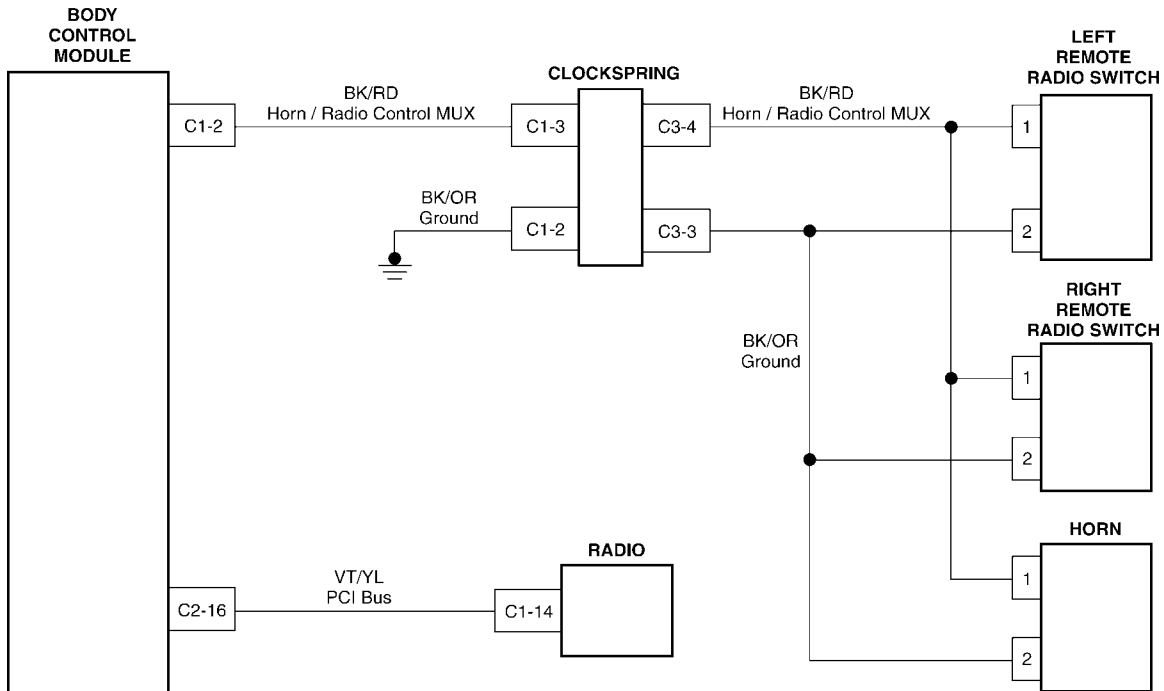 BODY
CONTROL
MODULE
LEFT
REMOTE
RADIO SWITCH
CLOCKSPRING
BK/RD
Horn / Radio Control MUX
BK/RD
Horn / Radio Control MUX
C1-2
C1-3
C3-4
1
BK/OR
Ground
C1-2
C3-3
2
RIGHT
REMOTE
RADIO SWITCH
BK/OR
Ground
1
2
HORN
RADIO
VT/YL
PCI Bus
1
C2-16
C1-14
2